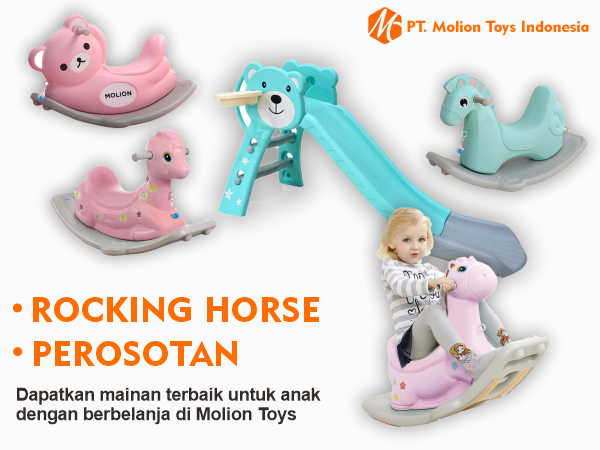 PT. Molion Toys Indonesia
MOLION
• ROCKING HORSE
• PEROSOTAN
Dapatkan mainan terbaik untuk anak
dengan berbelanja di Molion Toys